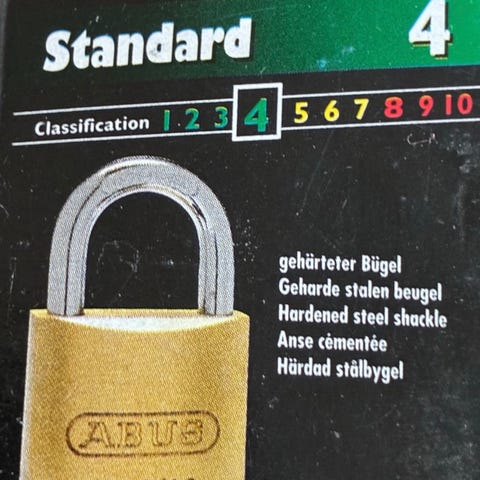 Standard 4
Classification 1 2 3 4 5 6 7 8 9 10
gehärteter Bügel
Geharde stalen beugel
Hardened steel shackle
Anse cémentée
Härdad stålbygel
ABUS